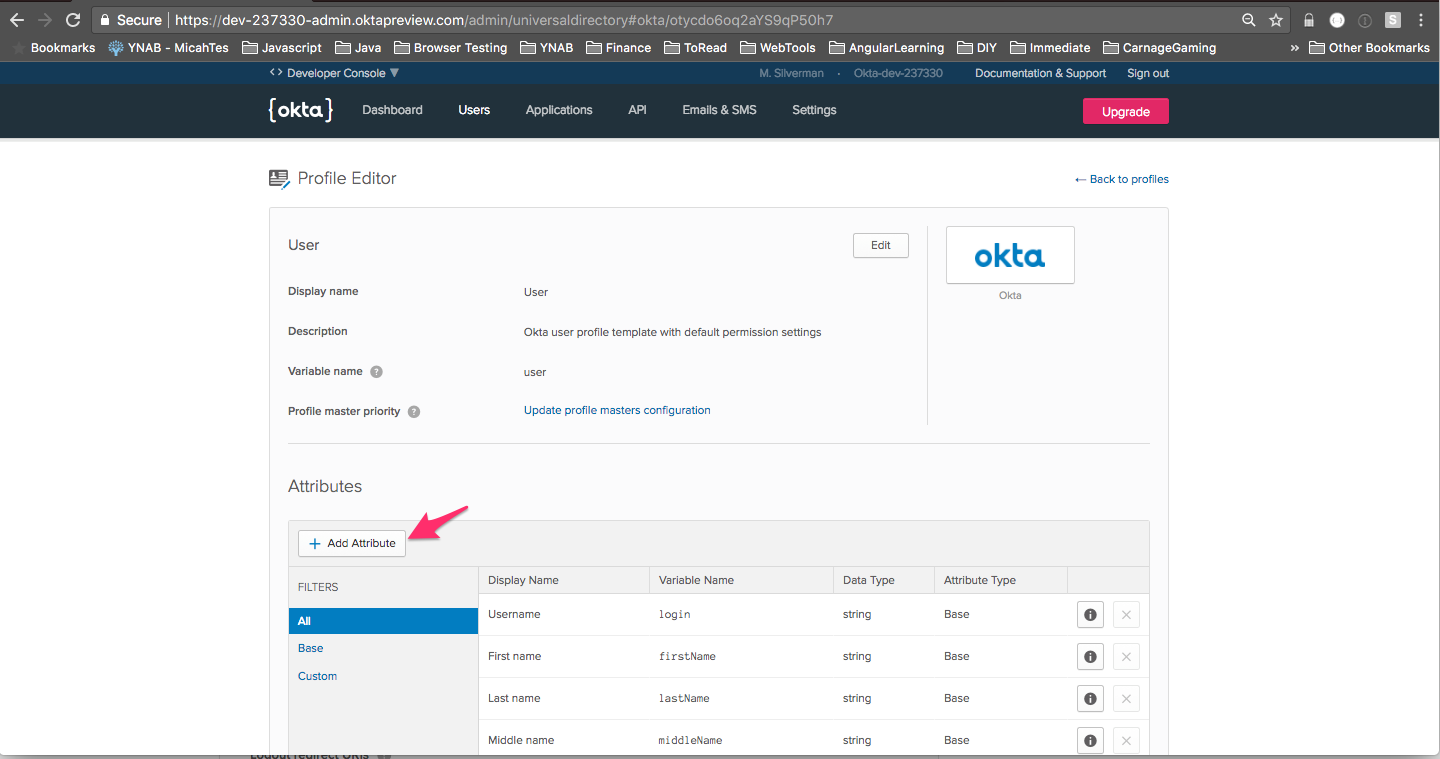 Secure https://dev-237330-admin.oktapreview.com/admin/universaldirectory#okta/otycdo6oq2aYS9qP50h7 S
Bookmarks YNAB - MicahTes Javascript Java Browser Testing YNAB Finance ToRead WebTools AngularLearning DIY Immediate CarnageGaming » Other Bookmarks
<> Developer Console ▼ M. Silverman · Okta-dev-237330 Documentation & Support Sign out
{okta} Dashboard Users Applications API Emails & SMS Settings Upgrade
Profile Editor ← Back to profiles
User Edit okta
Display name User Okta
Description Okta user profile template with default permission settings
Variable name ? user
Profile master priority ? Update profile masters configuration
Attributes
+ Add Attribute
FILTERS Display Name Variable Name Data Type Attribute Type
All Username login string Base
Base First name firstName string Base
Custom Last name lastName string Base
Middle name middleName string Base
Logout redirect URIs